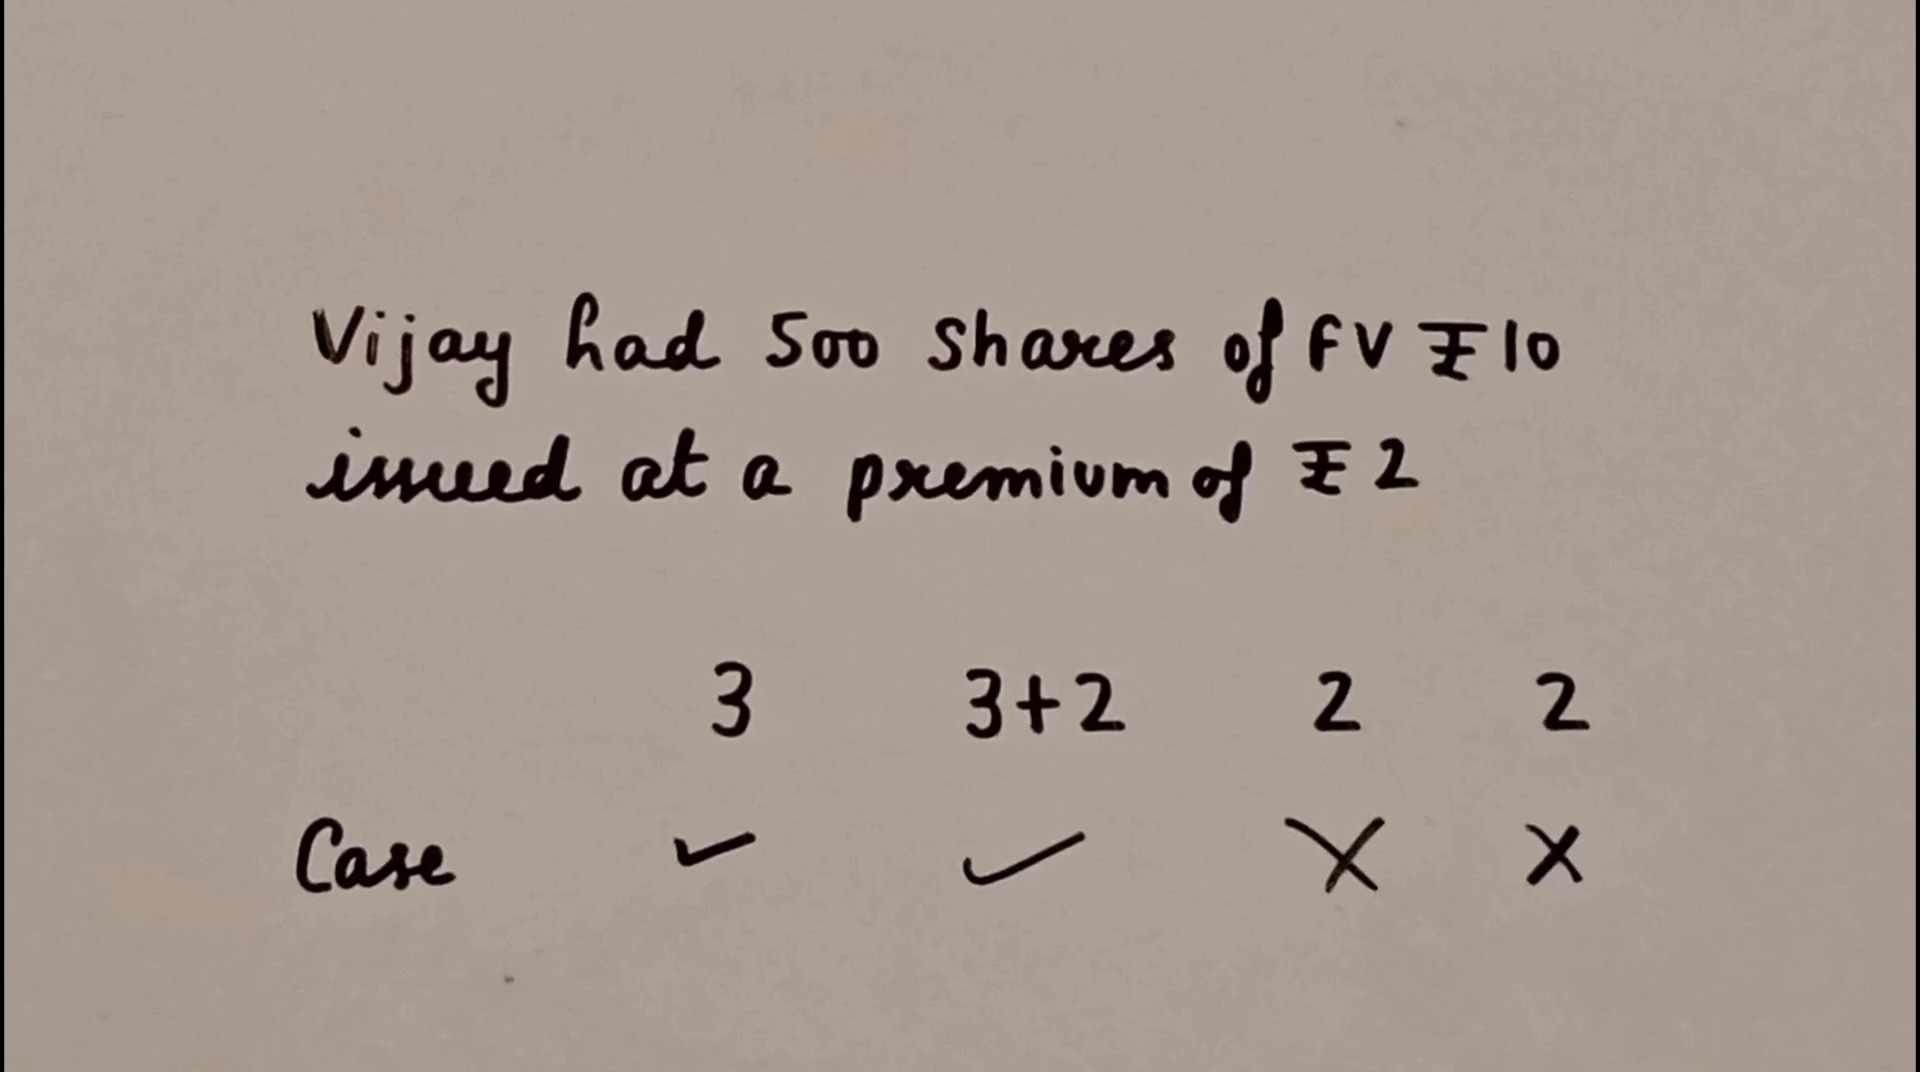 Vijay had 500 shares of FV ₹10
issued at a premium of ₹2
3 3+2 2 2
Case ✓ ✓ X X